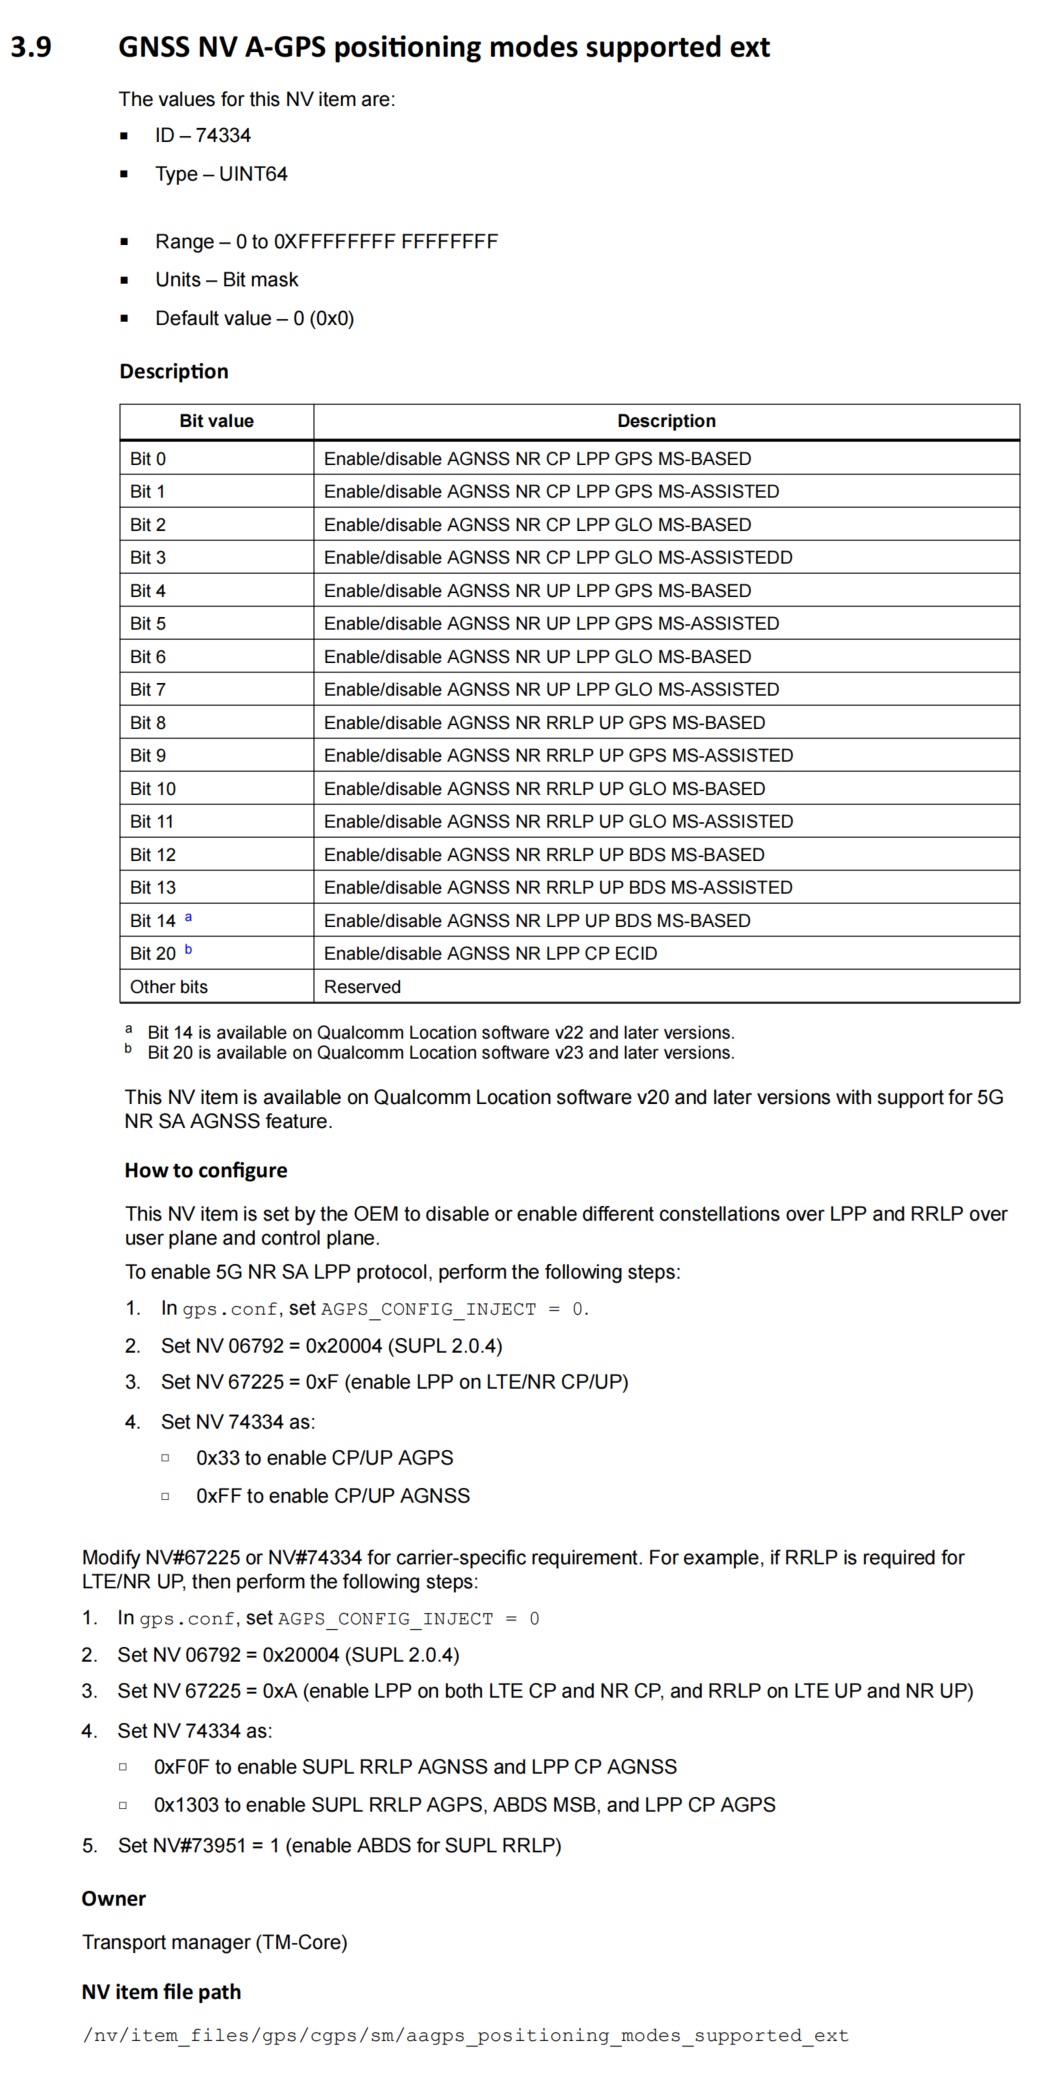 3.9 GNSS NV A-GPS positioning modes supported ext
The values for this NV item are:
▪ ID – 74334
▪ Type – UINT64
▪ Range – 0 to 0XFFFFFFFF FFFFFFFF
▪ Units – Bit mask
▪ Default value – 0 (0x0)
Description
Bit value Description
Bit 0 Enable/disable AGNSS NR CP LPP GPS MS-BASED
Bit 1 Enable/disable AGNSS NR CP LPP GPS MS-ASSISTED
Bit 2 Enable/disable AGNSS NR CP LPP GLO MS-BASED
Bit 3 Enable/disable AGNSS NR CP LPP GLO MS-ASSISTEDD
Bit 4 Enable/disable AGNSS NR UP LPP GPS MS-BASED
Bit 5 Enable/disable AGNSS NR UP LPP GPS MS-ASSISTED
Bit 6 Enable/disable AGNSS NR UP LPP GLO MS-BASED
Bit 7 Enable/disable AGNSS NR UP LPP GLO MS-ASSISTED
Bit 8 Enable/disable AGNSS NR RRLP UP GPS MS-BASED
Bit 9 Enable/disable AGNSS NR RRLP UP GPS MS-ASSISTED
Bit 10 Enable/disable AGNSS NR RRLP UP GLO MS-BASED
Bit 11 Enable/disable AGNSS NR RRLP UP GLO MS-ASSISTED
Bit 12 Enable/disable AGNSS NR RRLP UP BDS MS-BASED
Bit 13 Enable/disable AGNSS NR RRLP UP BDS MS-ASSISTED
Bit 14 a Enable/disable AGNSS NR LPP UP BDS MS-BASED
Bit 20 b Enable/disable AGNSS NR LPP CP ECID
Other bits Reserved
a Bit 14 is available on Qualcomm Location software v22 and later versions.
b Bit 20 is available on Qualcomm Location software v23 and later versions.
This NV item is available on Qualcomm Location software v20 and later versions with support for 5G
NR SA AGNSS feature.
How to configure
This NV item is set by the OEM to disable or enable different constellations over LPP and RRLP over
user plane and control plane.
To enable 5G NR SA LPP protocol, perform the following steps:
1. In gps.conf, set AGPS_CONFIG_INJECT = 0.
2. Set NV 06792 = 0x20004 (SUPL 2.0.4)
3. Set NV 67225 = 0xF (enable LPP on LTE/NR CP/UP)
4. Set NV 74334 as:
□ 0x33 to enable CP/UP AGPS
□ 0xFF to enable CP/UP AGNSS
Modify NV#67225 or NV#74334 for carrier-specific requirement. For example, if RRLP is required for
LTE/NR UP, then perform the following steps:
1. In gps.conf, set AGPS_CONFIG_INJECT = 0
2. Set NV 06792 = 0x20004 (SUPL 2.0.4)
3. Set NV 67225 = 0xA (enable LPP on both LTE CP and NR CP, and RRLP on LTE UP and NR UP)
4. Set NV 74334 as:
□ 0xF0F to enable SUPL RRLP AGNSS and LPP CP AGNSS
□ 0x1303 to enable SUPL RRLP AGPS, ABDS MSB, and LPP CP AGPS
5. Set NV#73951 = 1 (enable ABDS for SUPL RRLP)
Owner
Transport manager (TM-Core)
NV item file path
/nv/item_files/gps/cgps/sm/aagps_positioning_modes_supported_ext